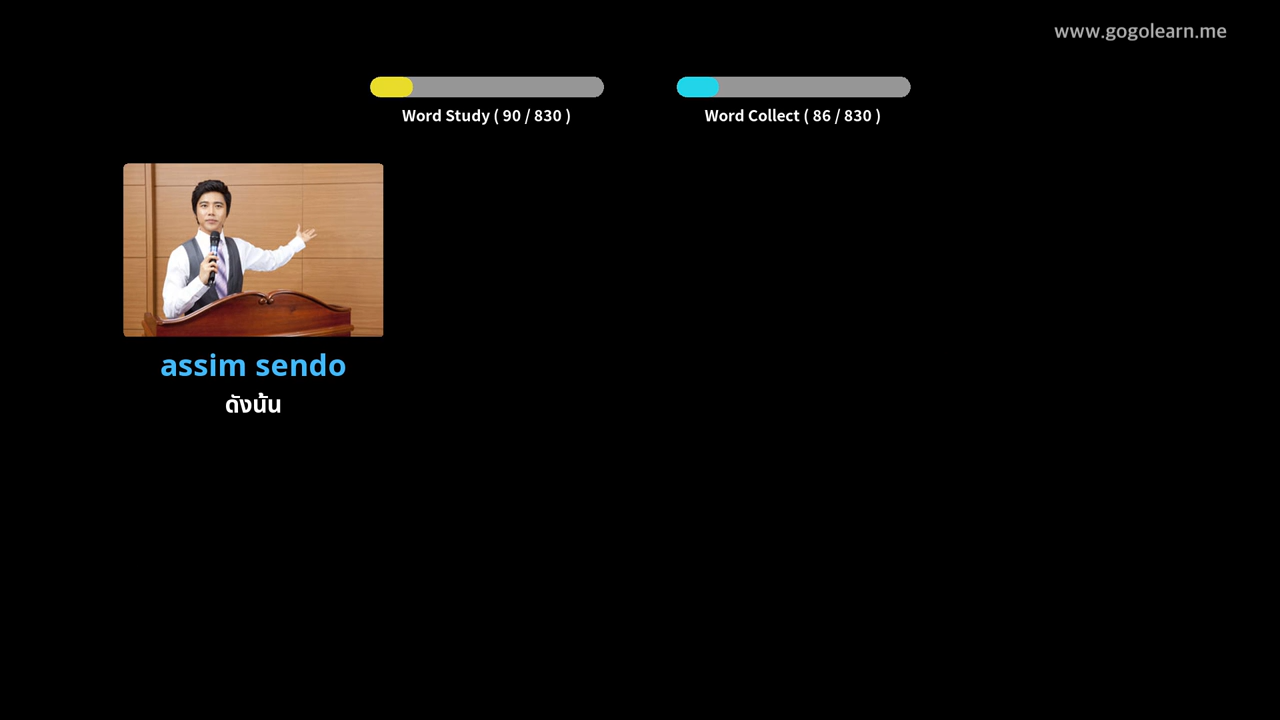 www.gogolearn.me
Word Study ( 90 / 830 )
Word Collect ( 86 / 830 )
assim sendo
ดังนั้น